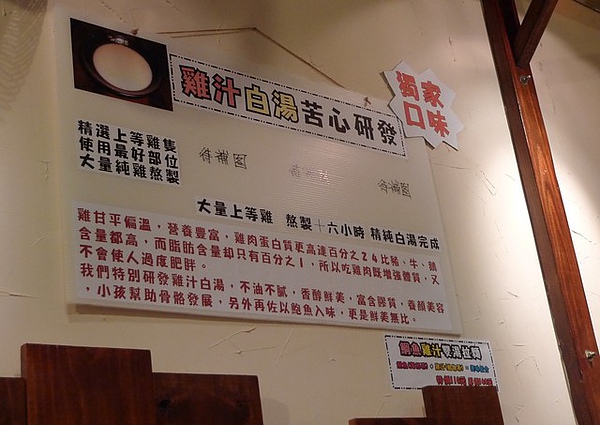 雞汁白湯苦心研發
獨家
口味
精選上等雞隻
使用最好部位
大量純雞熬製
待補图
待補图
大量上等雞 熬製十六小時 精純白湯完成
雞甘平偏溫，營養豐富，雞肉蛋白質更高達百分之24比豬、牛、鵝
含量都高，而脂肪含量却只有百分之1，所以吃雞肉既增強體質，又
不會使人過度肥胖。
我們特別研發雞汁白湯，不油不膩，香醇鮮美，富含膠質，養顏美容
，小孩幫助骨骼發展，另外再佐以鮑魚入味，更是鮮美無比。